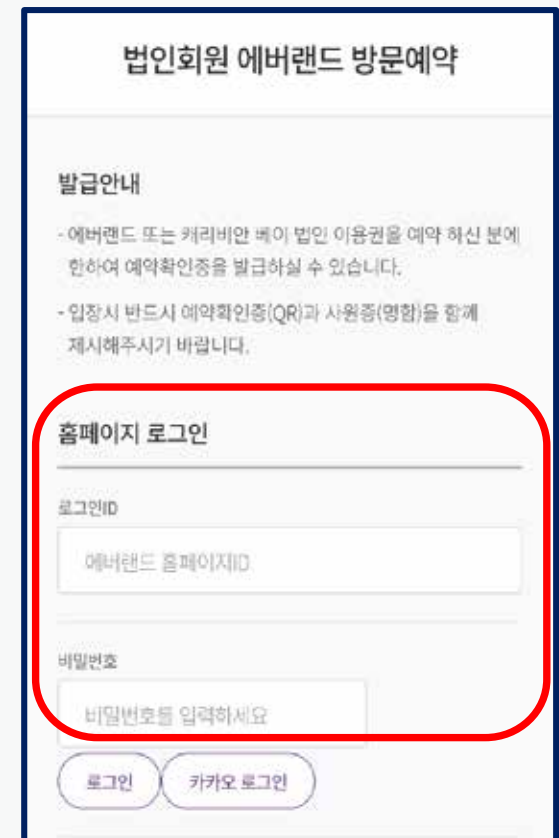 법인회원 에버랜드 방문예약
발급안내
- 에버랜드 또는 캐리비안 베이 법인 이용권을 예약 하신 분에
한하여 예약확인증을 발급하실 수 있습니다.
- 입장시 반드시 예약확인증(QR)과 사원증(명함)을 함께
제시해주시기 바랍니다.
홈페이지 로그인
로그인ID
에버랜드 홈페이지ID
비밀번호
비밀번호를 입력하세요
로그인 카카오 로그인